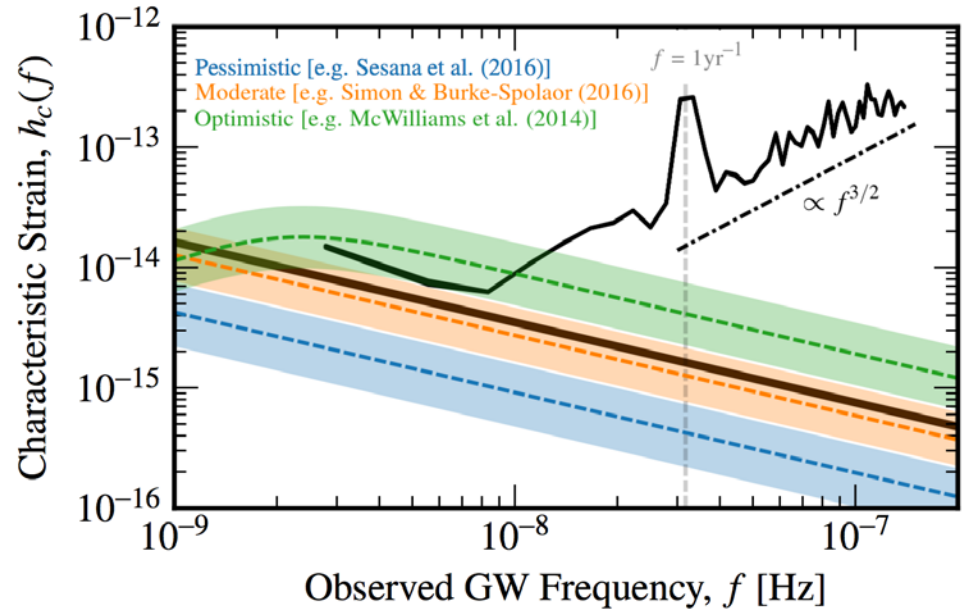 10⁻¹²
10⁻¹³
10⁻¹⁴
10⁻¹⁵
10⁻¹⁶
Characteristic Strain, h_c(f)
Pessimistic [e.g. Sesana et al. (2016)]
Moderate [e.g. Simon & Burke-Spolaor (2016)]
Optimistic [e.g. McWilliams et al. (2014)]
f = 1yr⁻¹
∝ f^{3/2}
10⁻⁹
10⁻⁸
10⁻⁷
Observed GW Frequency, f [Hz]